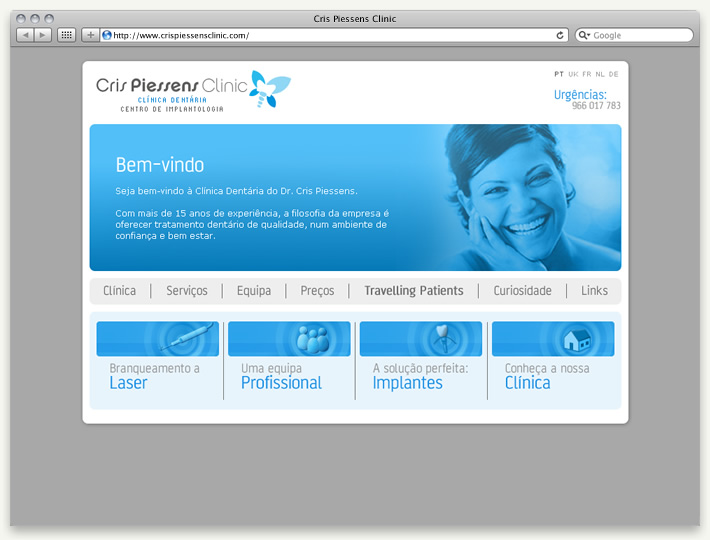 Cris Piessens Clinic
http://www.crispiessensclinic.com/
Google
Cris Piessens Clinic
CLÍNICA DENTÁRIA
CENTRO DE IMPLANTOLOGIA
PT UK FR NL DE
Urgências:
966 017 783
Bem-vindo
Seja bem-vindo à Clínica Dentária do Dr. Cris Piessens.
Com mais de 15 anos de experiência, a filosofia da empresa é
oferecer tratamento dentário de qualidade, num ambiente de
confiança e bem estar.
Clínica Serviços Equipa Preços Travelling Patients Curiosidade Links
Branqueamento a
Laser
Uma equipa
Profissional
A solução perfeita:
Implantes
Conheça a nossa
Clínica